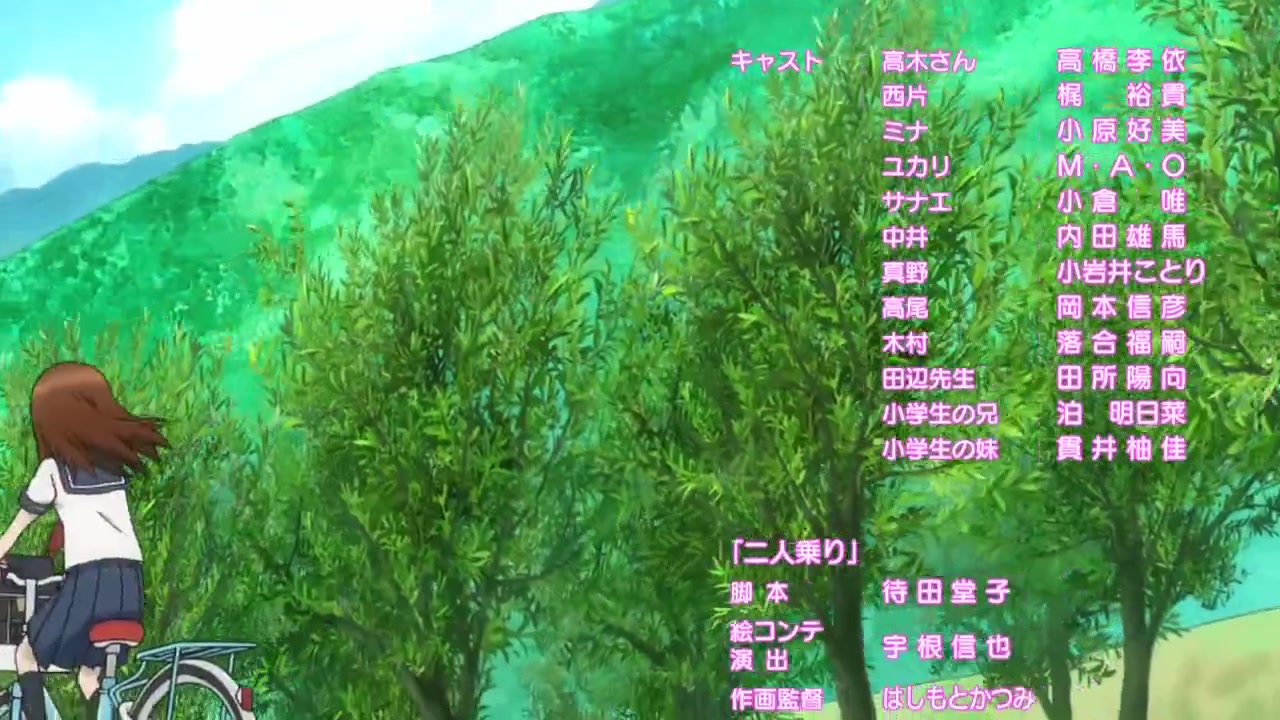 キャスト 高木さん 高橋李依
西片 梶 裕貴
ミナ 小原好美
ユカリ M・A・O
サナエ 小倉 唯
中井 内田雄馬
真野 小岩井ことり
高尾 岡本信彦
木村 落合福嗣
田辺先生 田所陽向
小学生の兄 泊 明日菜
小学生の妹 貫井柚佳
「二人乗り」
脚本 待田堂子
絵コンテ
演出 宇根信也
作画監督 はしもとかつみ